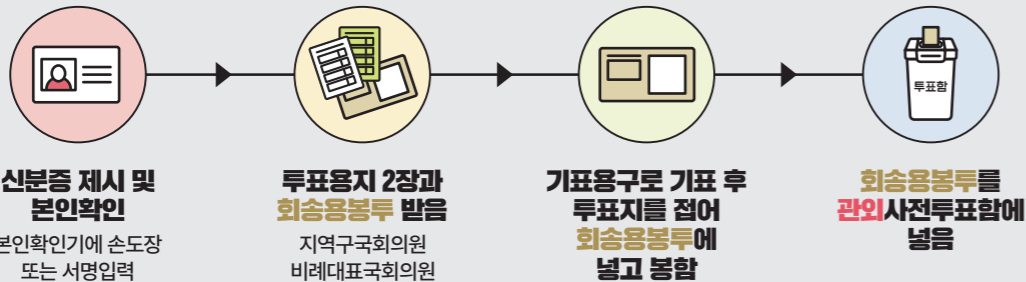 투표함
신분증 제시 및
본인확인
본인확인기에 손도장
또는 서명입력
투표용지 2장과
회송용봉투 받음
지역구국회의원
비례대표국회의원
기표용구로 기표 후
투표지를 접어
회송용봉투에
넣고 봉함
회송용봉투를
관외사전투표함에
넣음